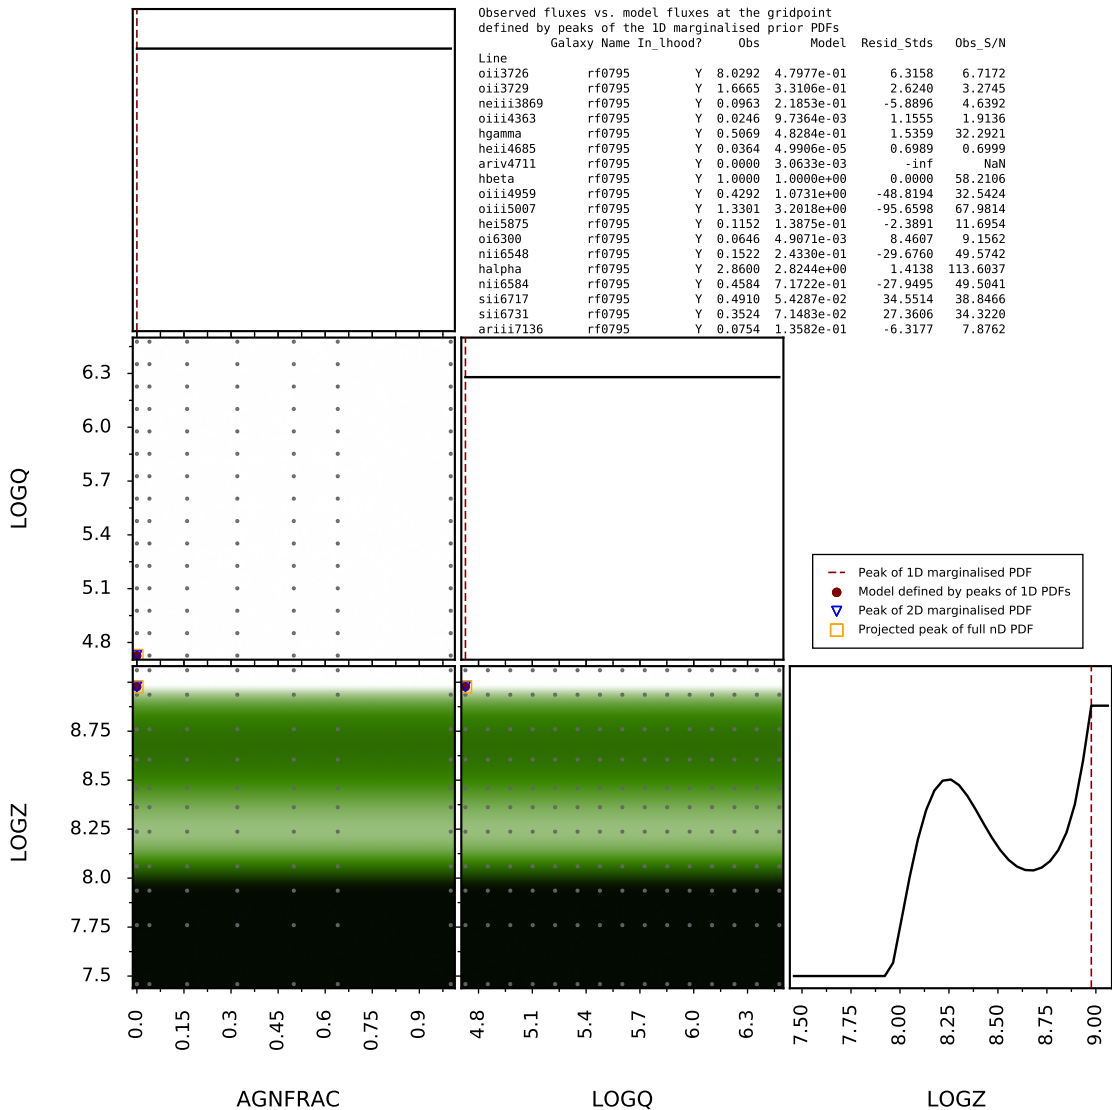 Observed fluxes vs. model fluxes at the gridpoint
defined by peaks of the 1D marginalised prior PDFs
Galaxy Name In_lhood? Obs Model Resid_Stds Obs_S/N
Line
oii3726 rf0795 Y 8.0292 4.7977e-01 6.3158 6.7172
oii3729 rf0795 Y 1.6665 3.3106e-01 2.6240 3.2745
neiii3869 rf0795 Y 0.0963 2.1853e-01 -5.8896 4.6392
oiii4363 rf0795 Y 0.0246 9.7364e-03 1.1555 1.9136
hgamma rf0795 Y 0.5069 4.8284e-01 1.5359 32.2921
heii4685 rf0795 Y 0.0364 4.9906e-05 0.6989 0.6999
ariv4711 rf0795 Y 0.0000 3.0633e-03 -inf NaN
hbeta rf0795 Y 1.0000 1.0000e+00 0.0000 58.2106
oiii4959 rf0795 Y 0.4292 1.0731e+00 -48.8194 32.5424
oiii5007 rf0795 Y 1.3301 3.2018e+00 -95.6598 67.9814
hei5875 rf0795 Y 0.1152 1.3875e-01 -2.3891 11.6954
oi6300 rf0795 Y 0.0646 4.9071e-03 8.4607 9.1562
nii6548 rf0795 Y 0.1522 2.4330e-01 -29.6760 49.5742
halpha rf0795 Y 2.8600 2.8244e+00 1.4138 113.6037
nii6584 rf0795 Y 0.4584 7.1722e-01 -27.9495 49.5041
sii6717 rf0795 Y 0.4910 5.4287e-02 34.5514 38.8466
sii6731 rf0795 Y 0.3524 7.1483e-02 27.3606 34.3220
ariii7136 rf0795 Y 0.0754 1.3582e-01 -6.3177 7.8762
LOGQ
6.3
6.0
5.7
5.4
5.1
4.8
Peak of 1D marginalised PDF
Model defined by peaks of 1D PDFs
Peak of 2D marginalised PDF
Projected peak of full nD PDF
LOGZ
8.75
8.5
8.25
8.0
7.75
7.5
0.0 0.15 0.3 0.45 0.6 0.75 0.9
4.8 5.1 5.4 5.7 6.0 6.3
7.50 7.75 8.00 8.25 8.50 8.75 9.00
AGNFRAC LOGQ LOGZ